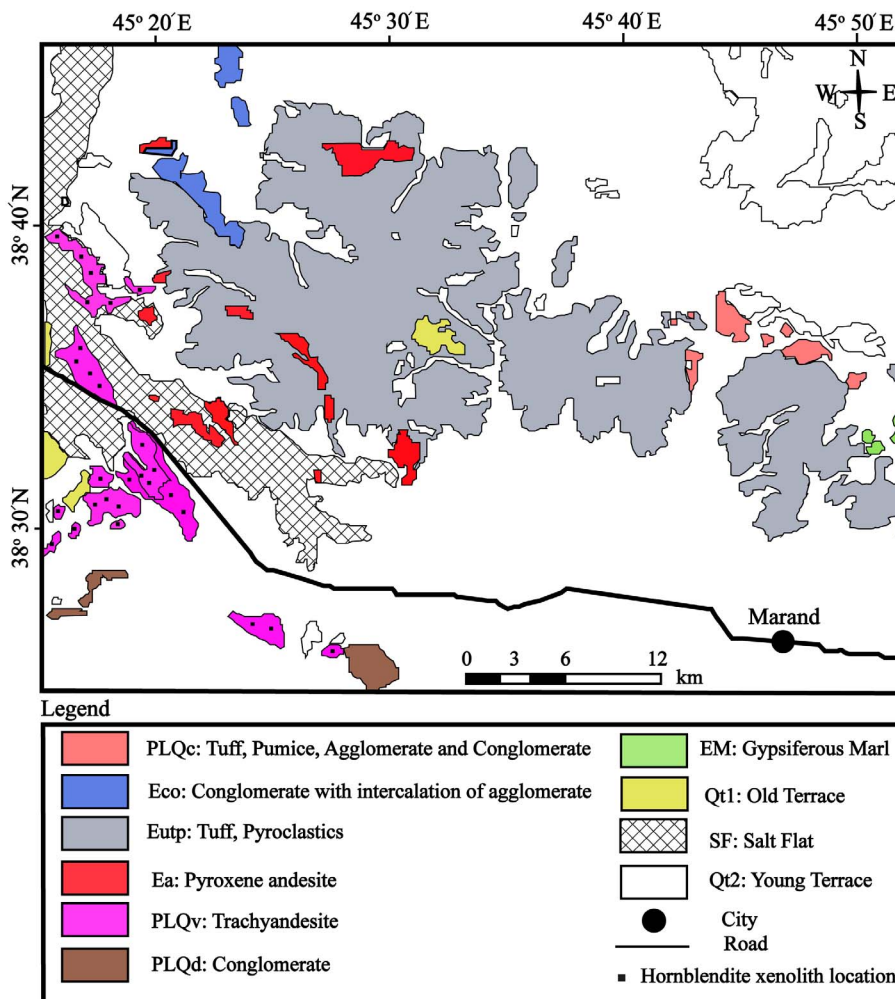 45° 20′ E 45° 30′ E 45° 40′ E 45° 50′ E
N
W E
S
38° 40′ N
38° 30′ N
Marand
0 3 6 12
km
Legend
PLQc: Tuff, Pumice, Agglomerate and Conglomerate
Eco: Conglomerate with intercalation of agglomerate
Eutp: Tuff, Pyroclastics
Ea: Pyroxene andesite
PLQv: Trachyandesite
PLQd: Conglomerate
EM: Gypsiferous Marl
Qt1: Old Terrace
SF: Salt Flat
Qt2: Young Terrace
City
Road
Hornblendite xenolith location